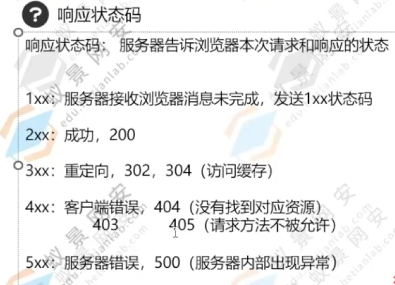 ? 响应状态码
响应状态码： 服务器告诉浏览器本次请求和响应的状态
1xx：服务器接收浏览器消息未完成，发送1xx状态码
2xx：成功，200
3xx：重定向，302，304（访问缓存）
4xx：客户端错误，404（没有找到对应资源）
403 405（请求方法不被允许）
5xx：服务器错误，500（服务器内部出现异常）